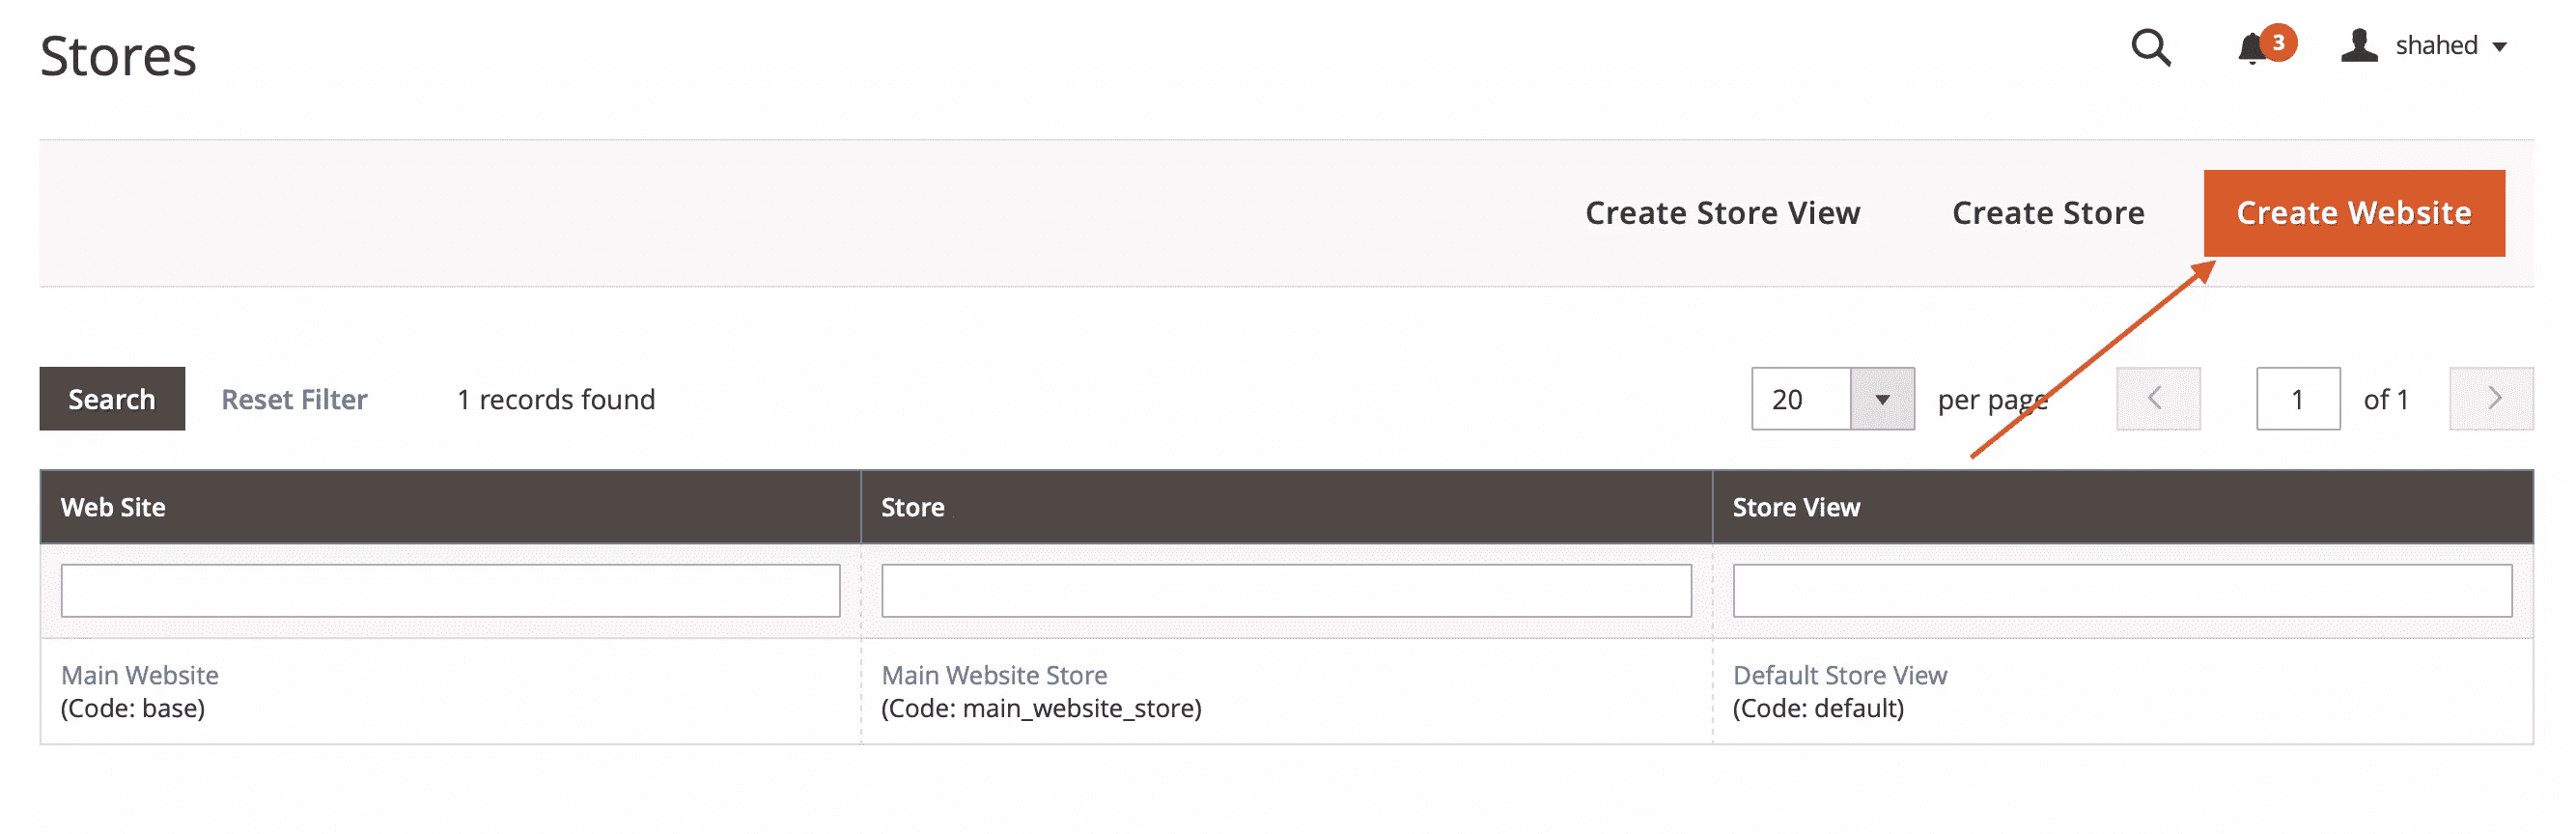 Stores
3
shahed
Create Store View
Create Store
Create Website
Search
Reset Filter
1 records found
20
per page
1
of 1
Web Site
Store
Store View
Main Website
(Code: base)
Main Website Store
(Code: main_website_store)
Default Store View
(Code: default)